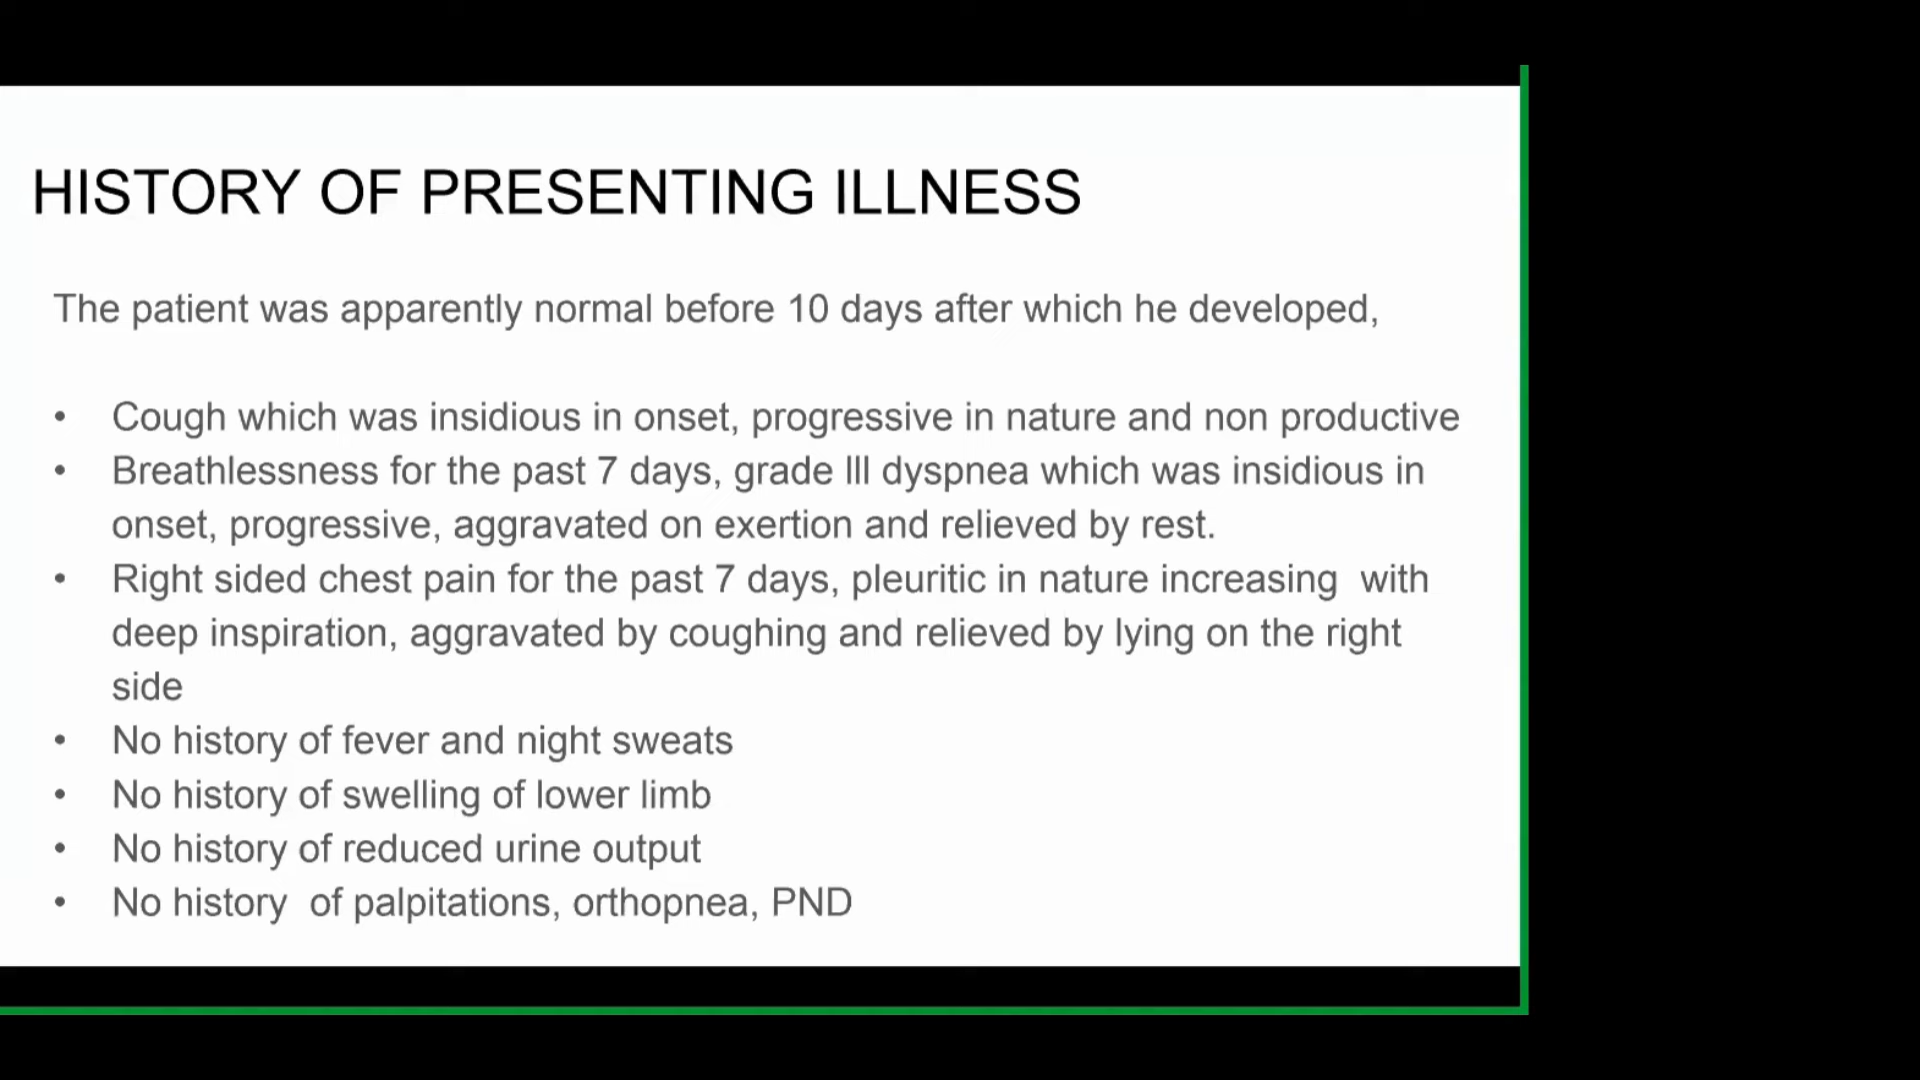 HISTORY OF PRESENTING ILLNESS
The patient was apparently normal before 10 days after which he developed,
• Cough which was insidious in onset, progressive in nature and non productive
• Breathlessness for the past 7 days, grade III dyspnea which was insidious in
onset, progressive, aggravated on exertion and relieved by rest.
• Right sided chest pain for the past 7 days, pleuritic in nature increasing  with
deep inspiration, aggravated by coughing and relieved by lying on the right
side
• No history of fever and night sweats
• No history of swelling of lower limb
• No history of reduced urine output
• No history  of palpitations, orthopnea, PND